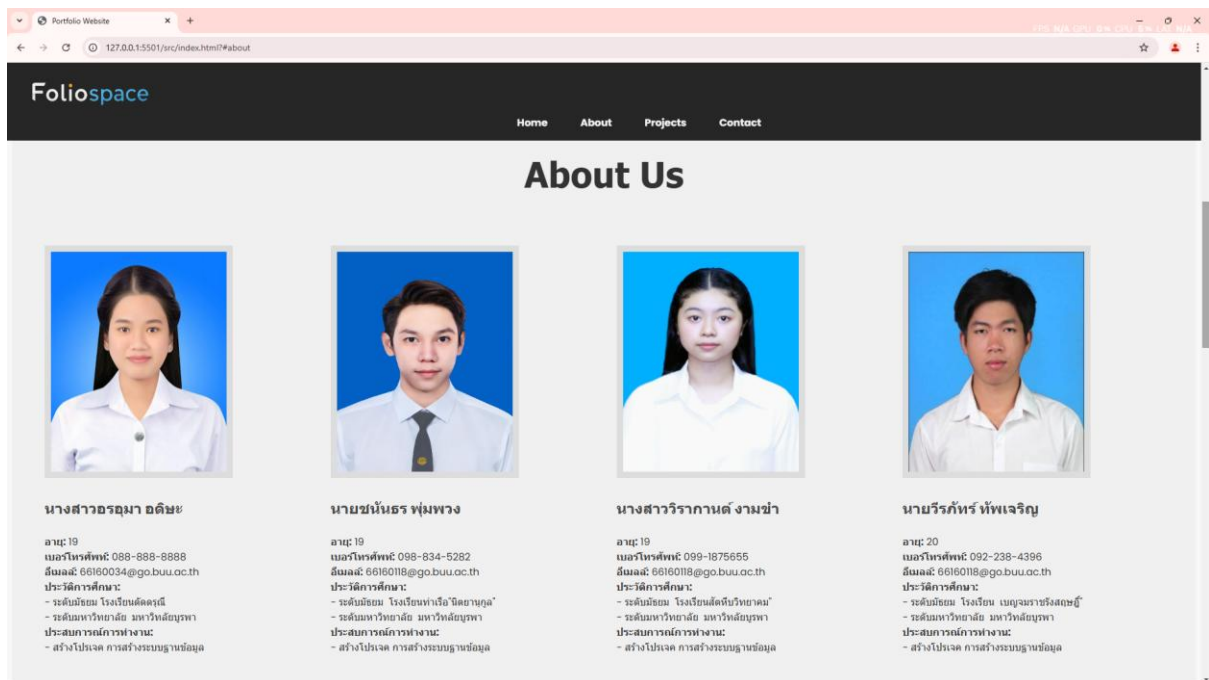 Portfolio Website
127.0.0.1:5501/src/index.html?#about
Foliospace
Home About Projects Contact
About Us
นางสาวอรอุมา อดิษะ
อายุ: 19
เบอร์โทรศัพท์: 088-888-8888
อีเมลล์: 66160034@go.buu.ac.th
ประวัติการศึกษา:
- ระดับมัธยม โรงเรียนดัดดรุณี
- ระดับมหาวิทยาลัย มหาวิทลัยบูรพา
ประสบการณ์การทำงาน:
- สร้างโปรเจค การสร้างระบบฐานข้อมูล
นายชนันธร พุ่มพวง
อายุ: 19
เบอร์โทรศัพท์: 098-834-5282
อีเมลล์: 66160118@go.buu.ac.th
ประวัติการศึกษา:
- ระดับมัธยม โรงเรียนท่าเรือ"นิตยานุกูล"
- ระดับมหาวิทยาลัย มหาวิทลัยบูรพา
ประสบการณ์การทำงาน:
- สร้างโปรเจค การสร้างระบบฐานข้อมูล
นางสาววิรากานต์ งามขำ
อายุ: 19
เบอร์โทรศัพท์: 099-1875655
อีเมลล์: 66160118@go.buu.ac.th
ประวัติการศึกษา:
- ระดับมัธยม โรงเรียนสัตหีบวิทยาคม"
- ระดับมหาวิทยาลัย มหาวิทลัยบูรพา
ประสบการณ์การทำงาน:
- สร้างโปรเจค การสร้างระบบฐานข้อมูล
นายวีรภัทร์ ทัพเจริญ
อายุ: 20
เบอร์โทรศัพท์: 092-238-4396
อีเมลล์: 66160118@go.buu.ac.th
ประวัติการศึกษา:
- ระดับมัธยม โรงเรียน เบญจมราชรังสฤษฎิ์"
- ระดับมหาวิทยาลัย มหาวิทลัยบูรพา
ประสบการณ์การทำงาน:
- สร้างโปรเจค การสร้างระบบฐานข้อมูล